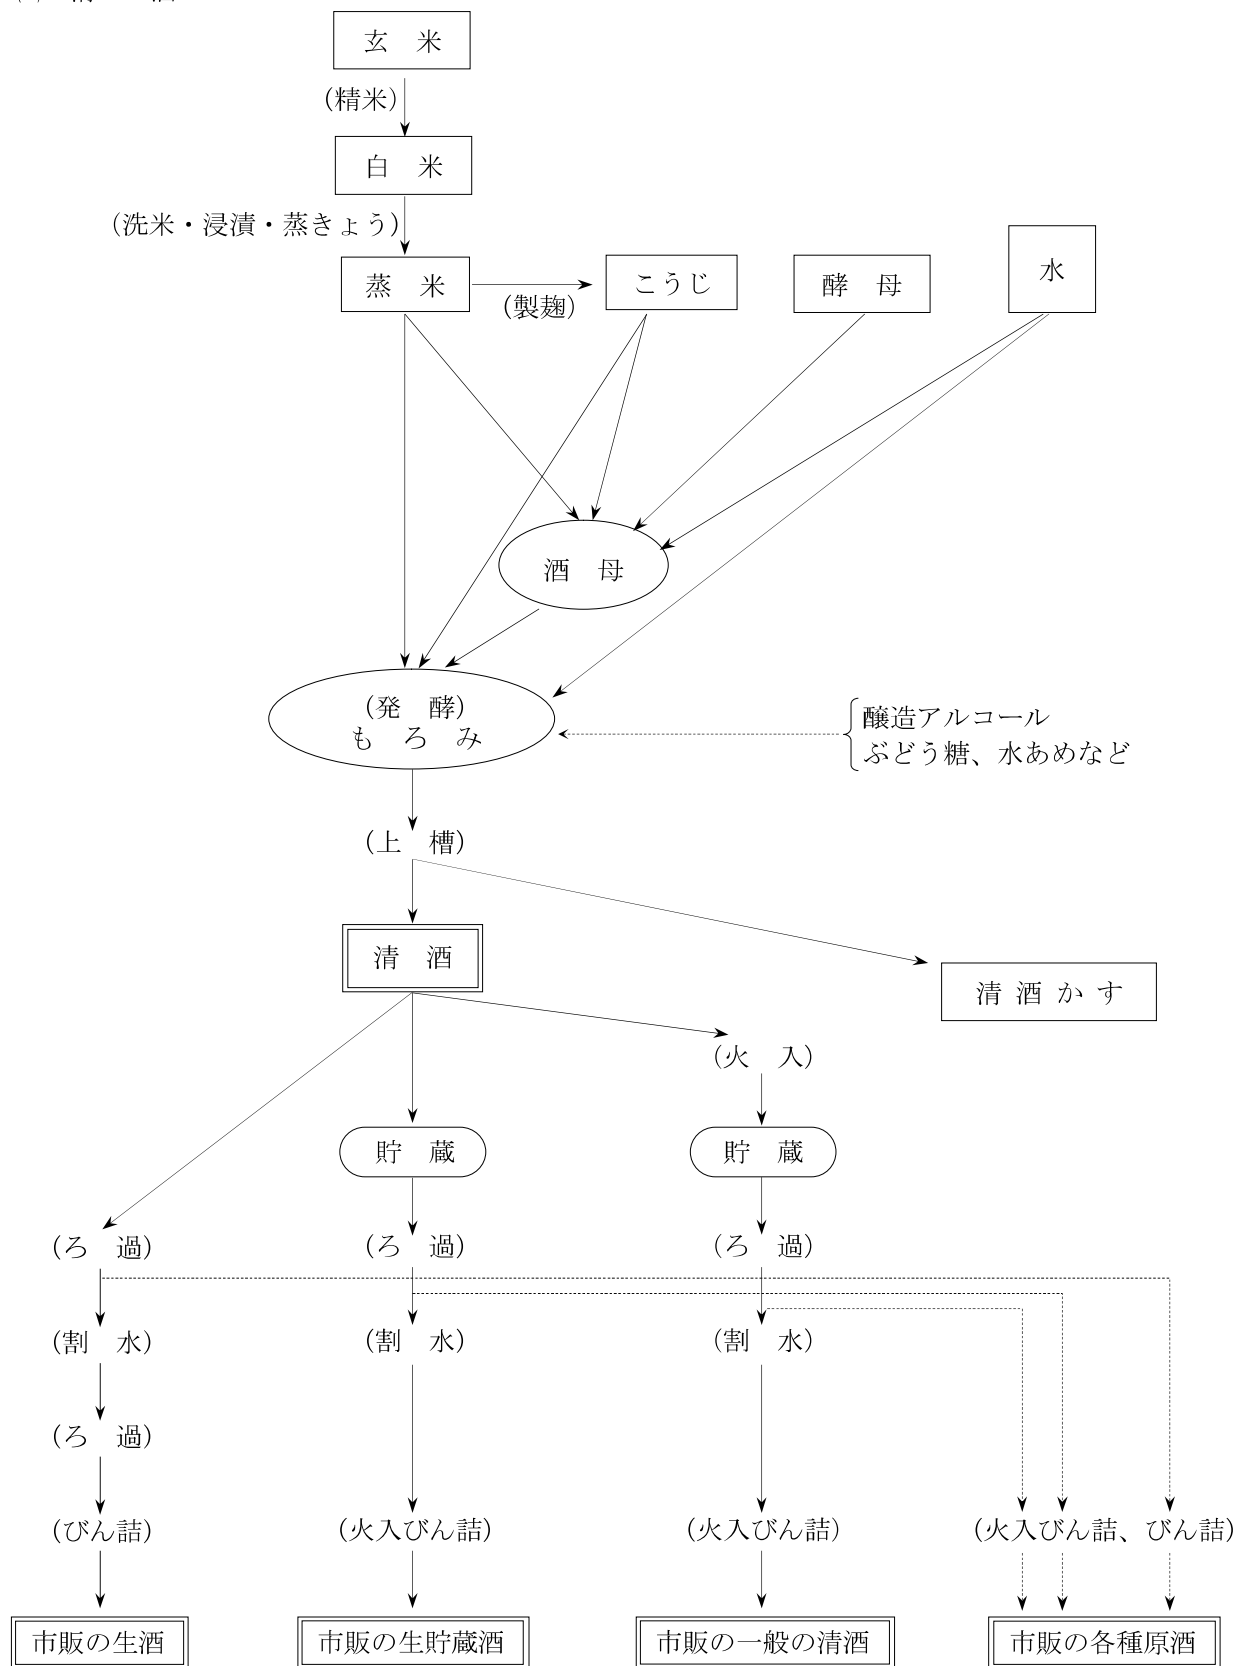 玄　米
(精米)
白　米
(洗米・浸漬・蒸きょう)
蒸　米
(製麹)
こうじ
酵　母
水
酒　母
(発　酵)
も　ろ　み
醸造アルコール
ぶどう糖、水あめなど
(上　槽)
清　酒
清 酒 か す
(火　入)
貯　蔵
貯　蔵
(ろ　過)
(ろ　過)
(ろ　過)
(割　水)
(割　水)
(割　水)
(ろ　過)
(びん詰)
(火入びん詰)
(火入びん詰)
(火入びん詰、びん詰)
市販の生酒
市販の生貯蔵酒
市販の一般の清酒
市販の各種原酒